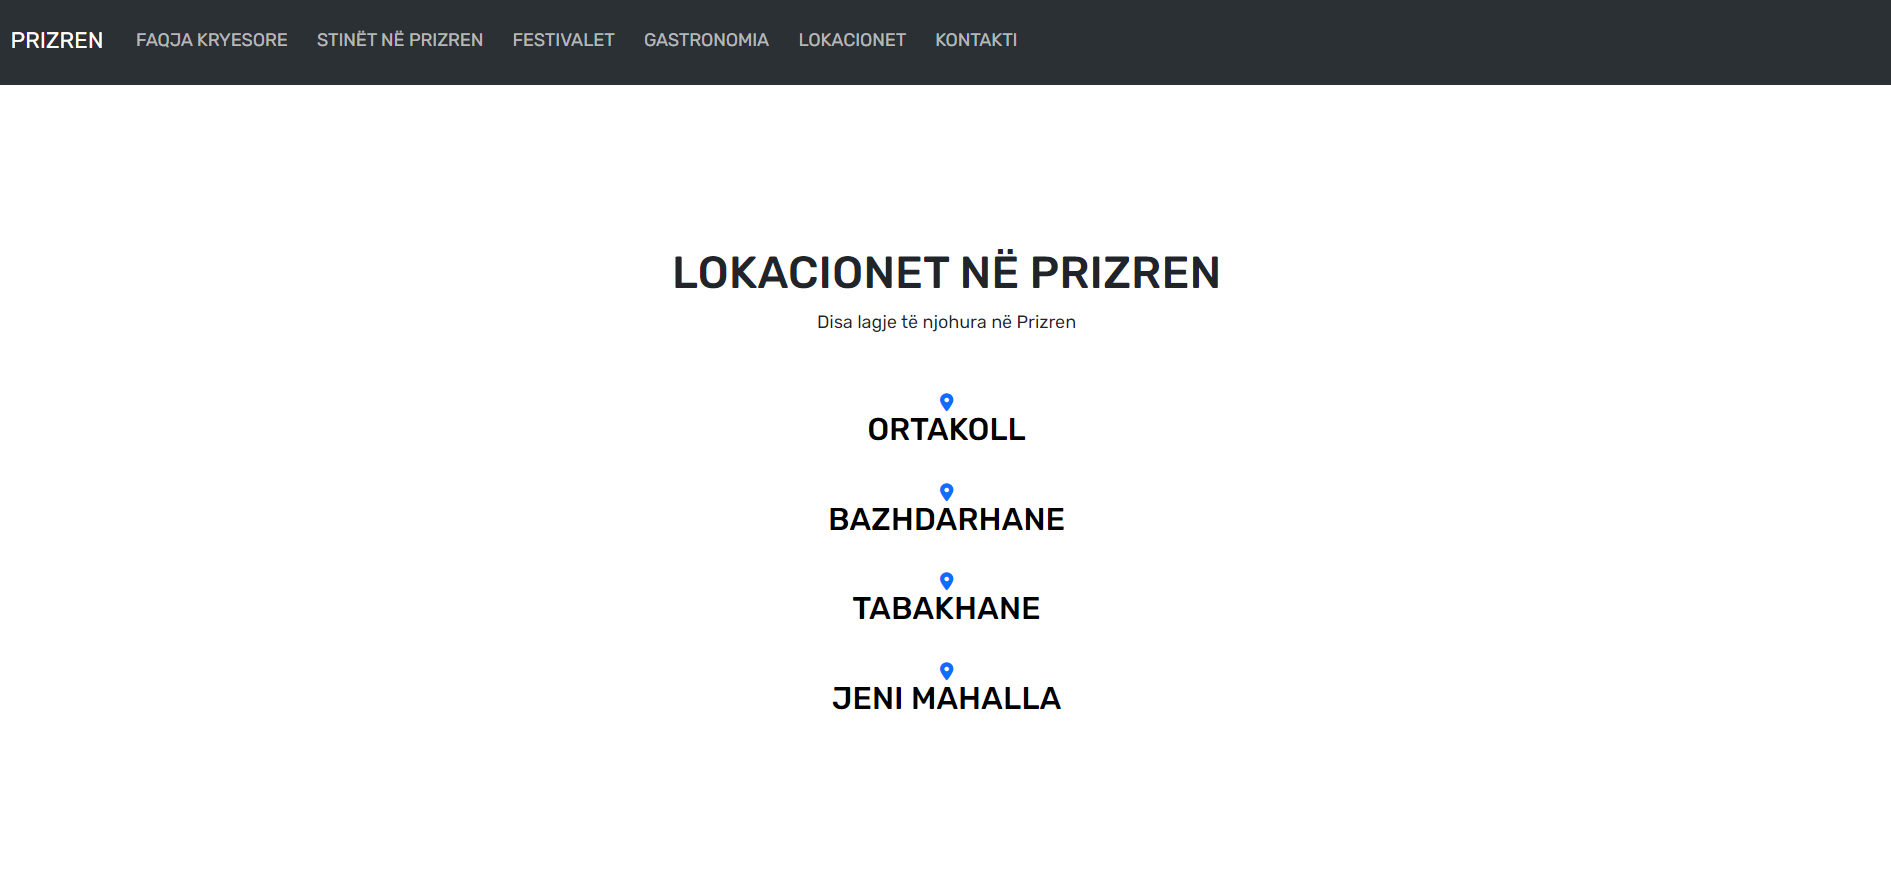 PRIZREN FAQJA KRYESORE STINËT NË PRIZREN FESTIVALET GASTRONOMIA LOKACIONET KONTAKTI
LOKACIONET NË PRIZREN
Disa lagje të njohura në Prizren
ORTAKOLL
BAZHDARHANE
TABAKHANE
JENI MAHALLA